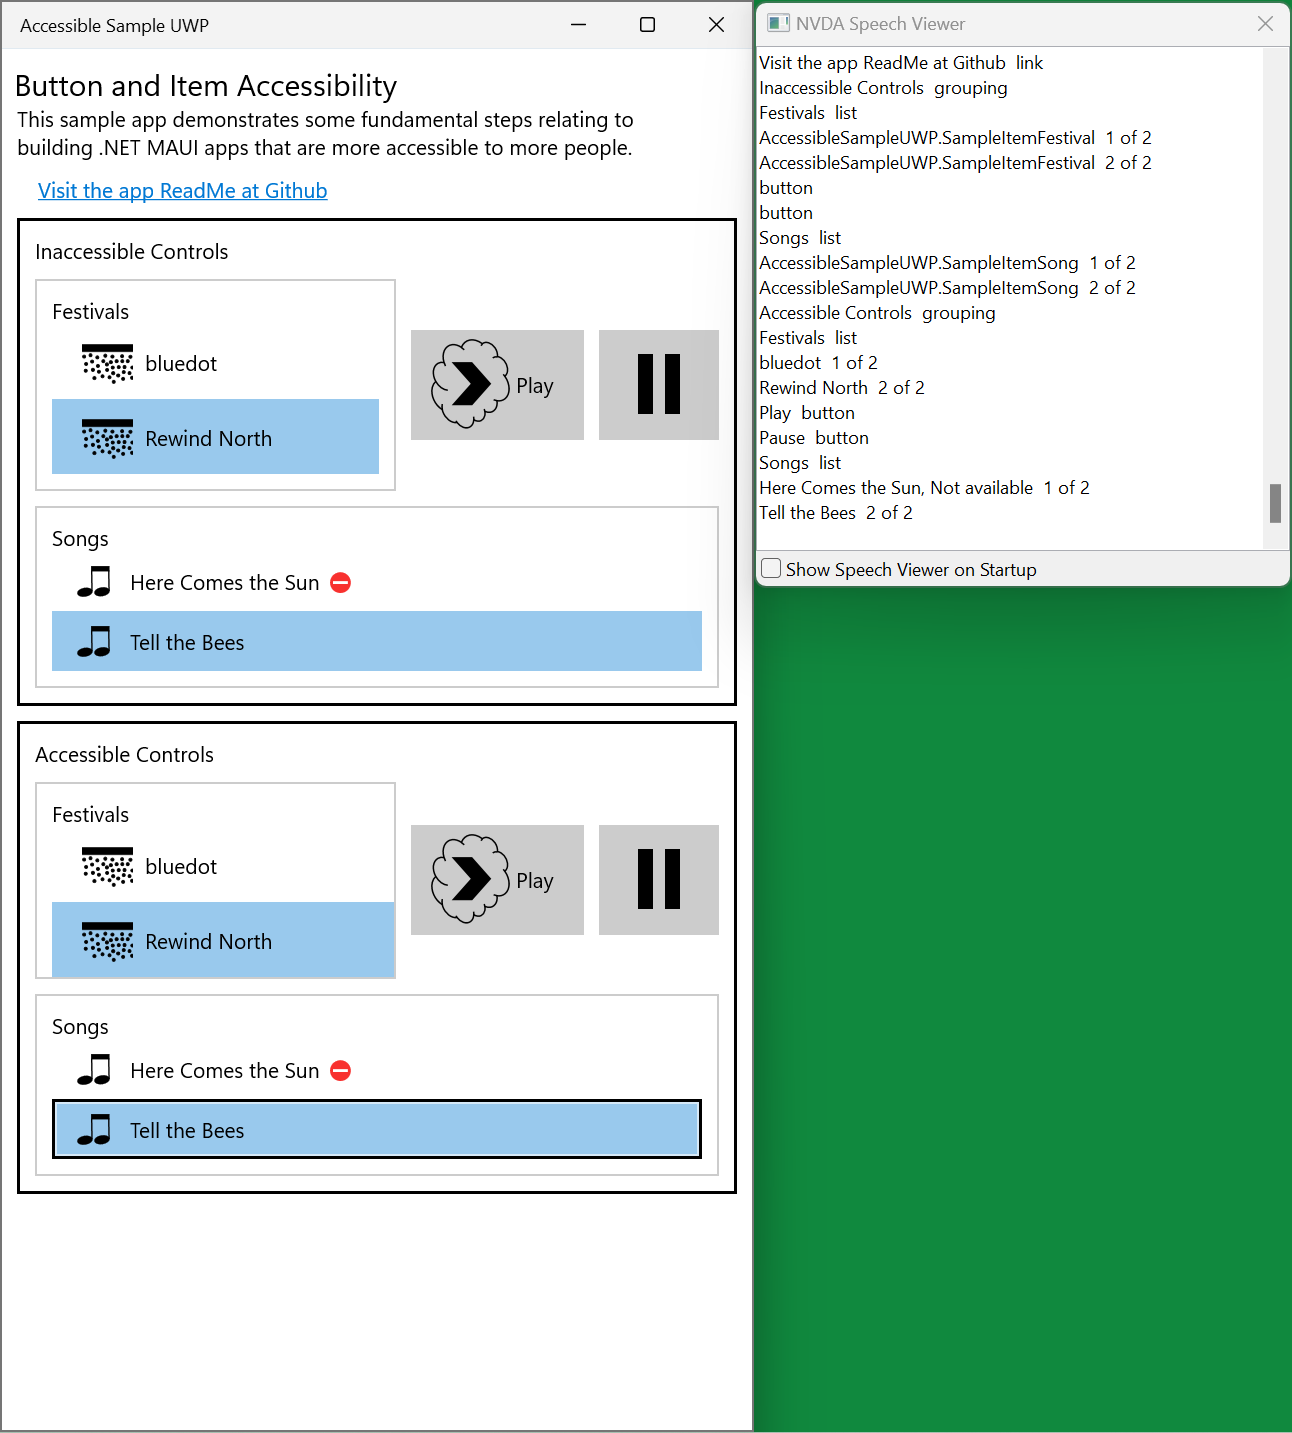 Accessible Sample UWP
Button and Item Accessibility
This sample app demonstrates some fundamental steps relating to
building .NET MAUI apps that are more accessible to more people.
Visit the app ReadMe at Github
Inaccessible Controls
Festivals
bluedot
Rewind North
Play
Songs
Here Comes the Sun
Tell the Bees
Accessible Controls
Festivals
bluedot
Rewind North
Play
Songs
Here Comes the Sun
Tell the Bees
NVDA Speech Viewer
Visit the app ReadMe at Github  link
Inaccessible Controls  grouping
Festivals  list
AccessibleSampleUWP.SampleItemFestival  1 of 2
AccessibleSampleUWP.SampleItemFestival  2 of 2
button
button
Songs  list
AccessibleSampleUWP.SampleItemSong  1 of 2
AccessibleSampleUWP.SampleItemSong  2 of 2
Accessible Controls  grouping
Festivals  list
bluedot  1 of 2
Rewind North  2 of 2
Play  button
Pause  button
Songs  list
Here Comes the Sun, Not available  1 of 2
Tell the Bees  2 of 2
Show Speech Viewer on Startup